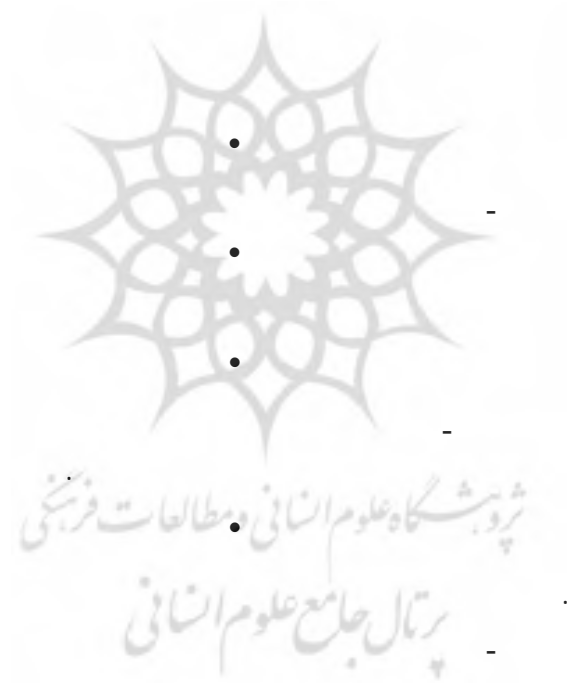 پژوهشگاه علوم انسانی و مطالعات فرهنگی
پرتال جامع علوم انسانی